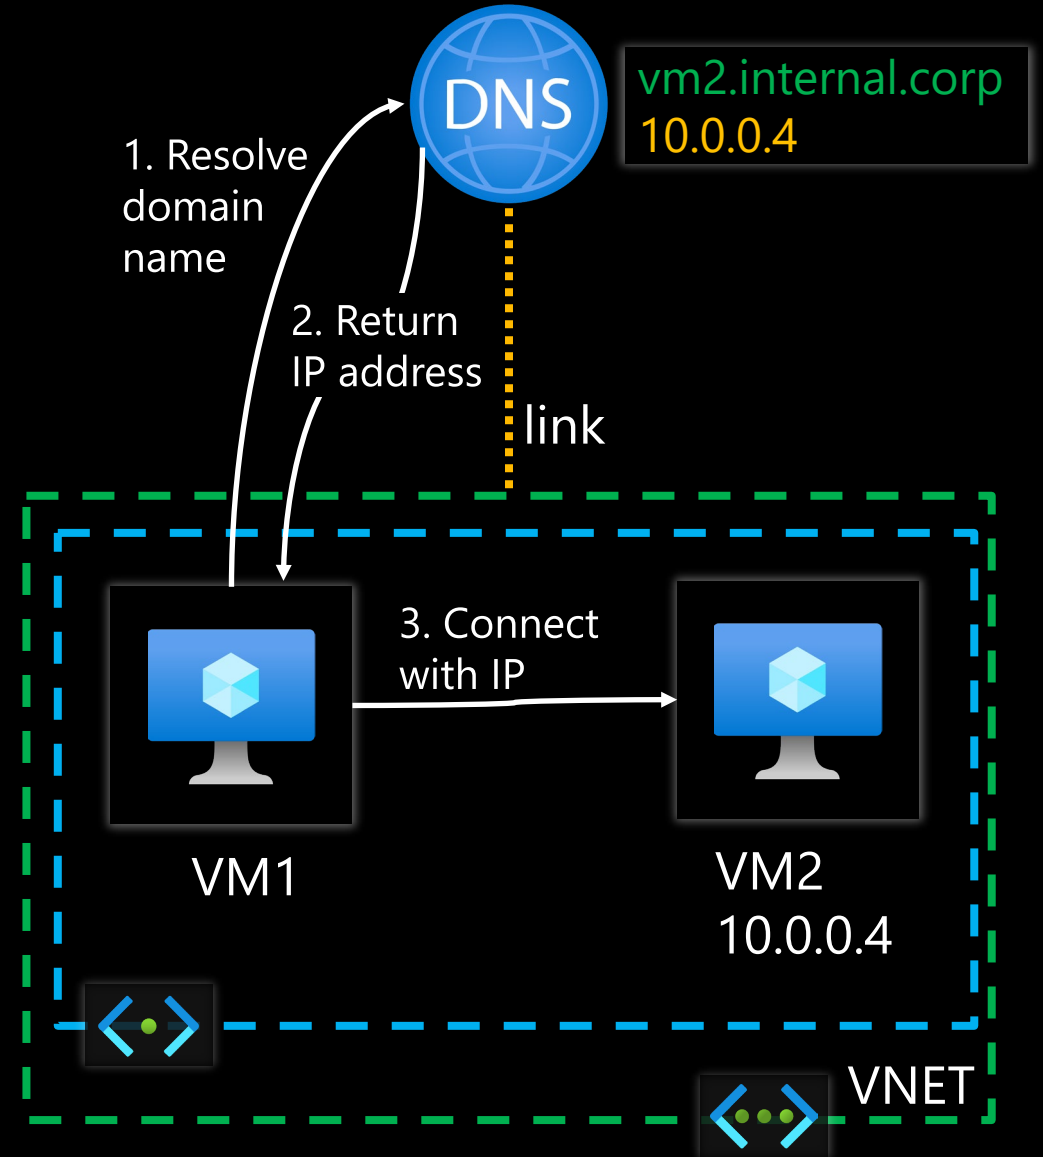 DNS
vm2.internal.corp
10.0.0.4
1. Resolve
domain
name
2. Return
IP address
link
3. Connect
with IP
VM1
VM2
10.0.0.4
VNET